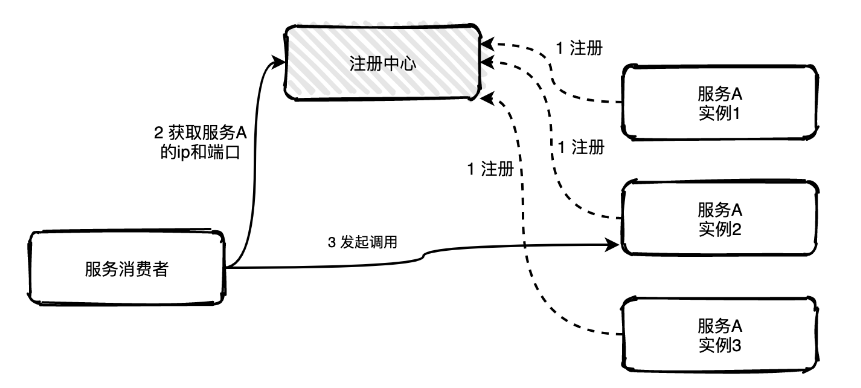 注册中心
1 注册
服务A
实例1
2 获取服务A
的ip和端口
1 注册
1 注册
服务A
实例2
3 发起调用
服务消费者
服务A
实例3